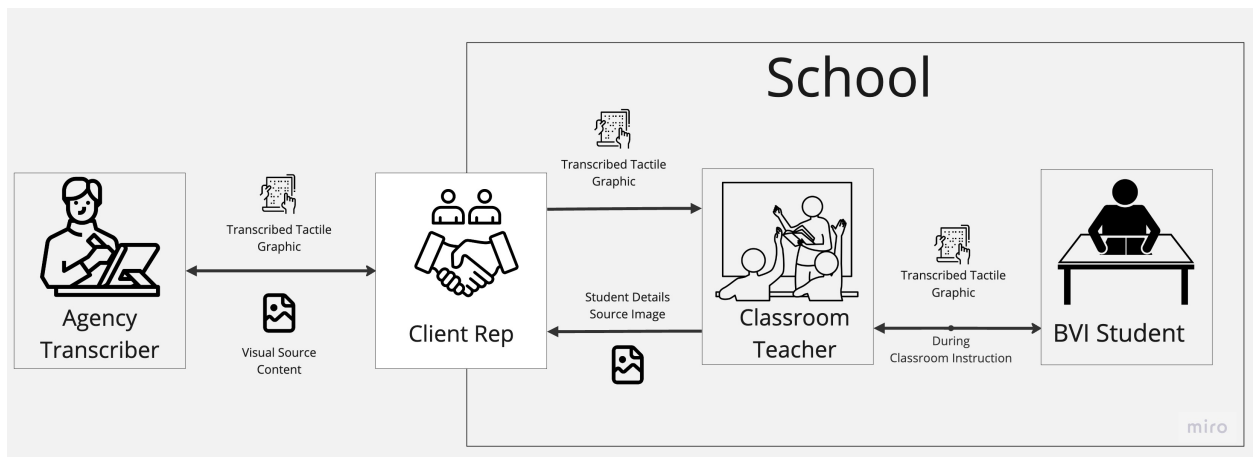 School
Transcribed Tactile
Graphic
Transcribed Tactile
Graphic
Agency
Transcriber
Visual Source
Content
Client Rep
Student Details
Source Image
Classroom
Teacher
Transcribed Tactile
Graphic
During
Classroom Instruction
BVI Student
miro